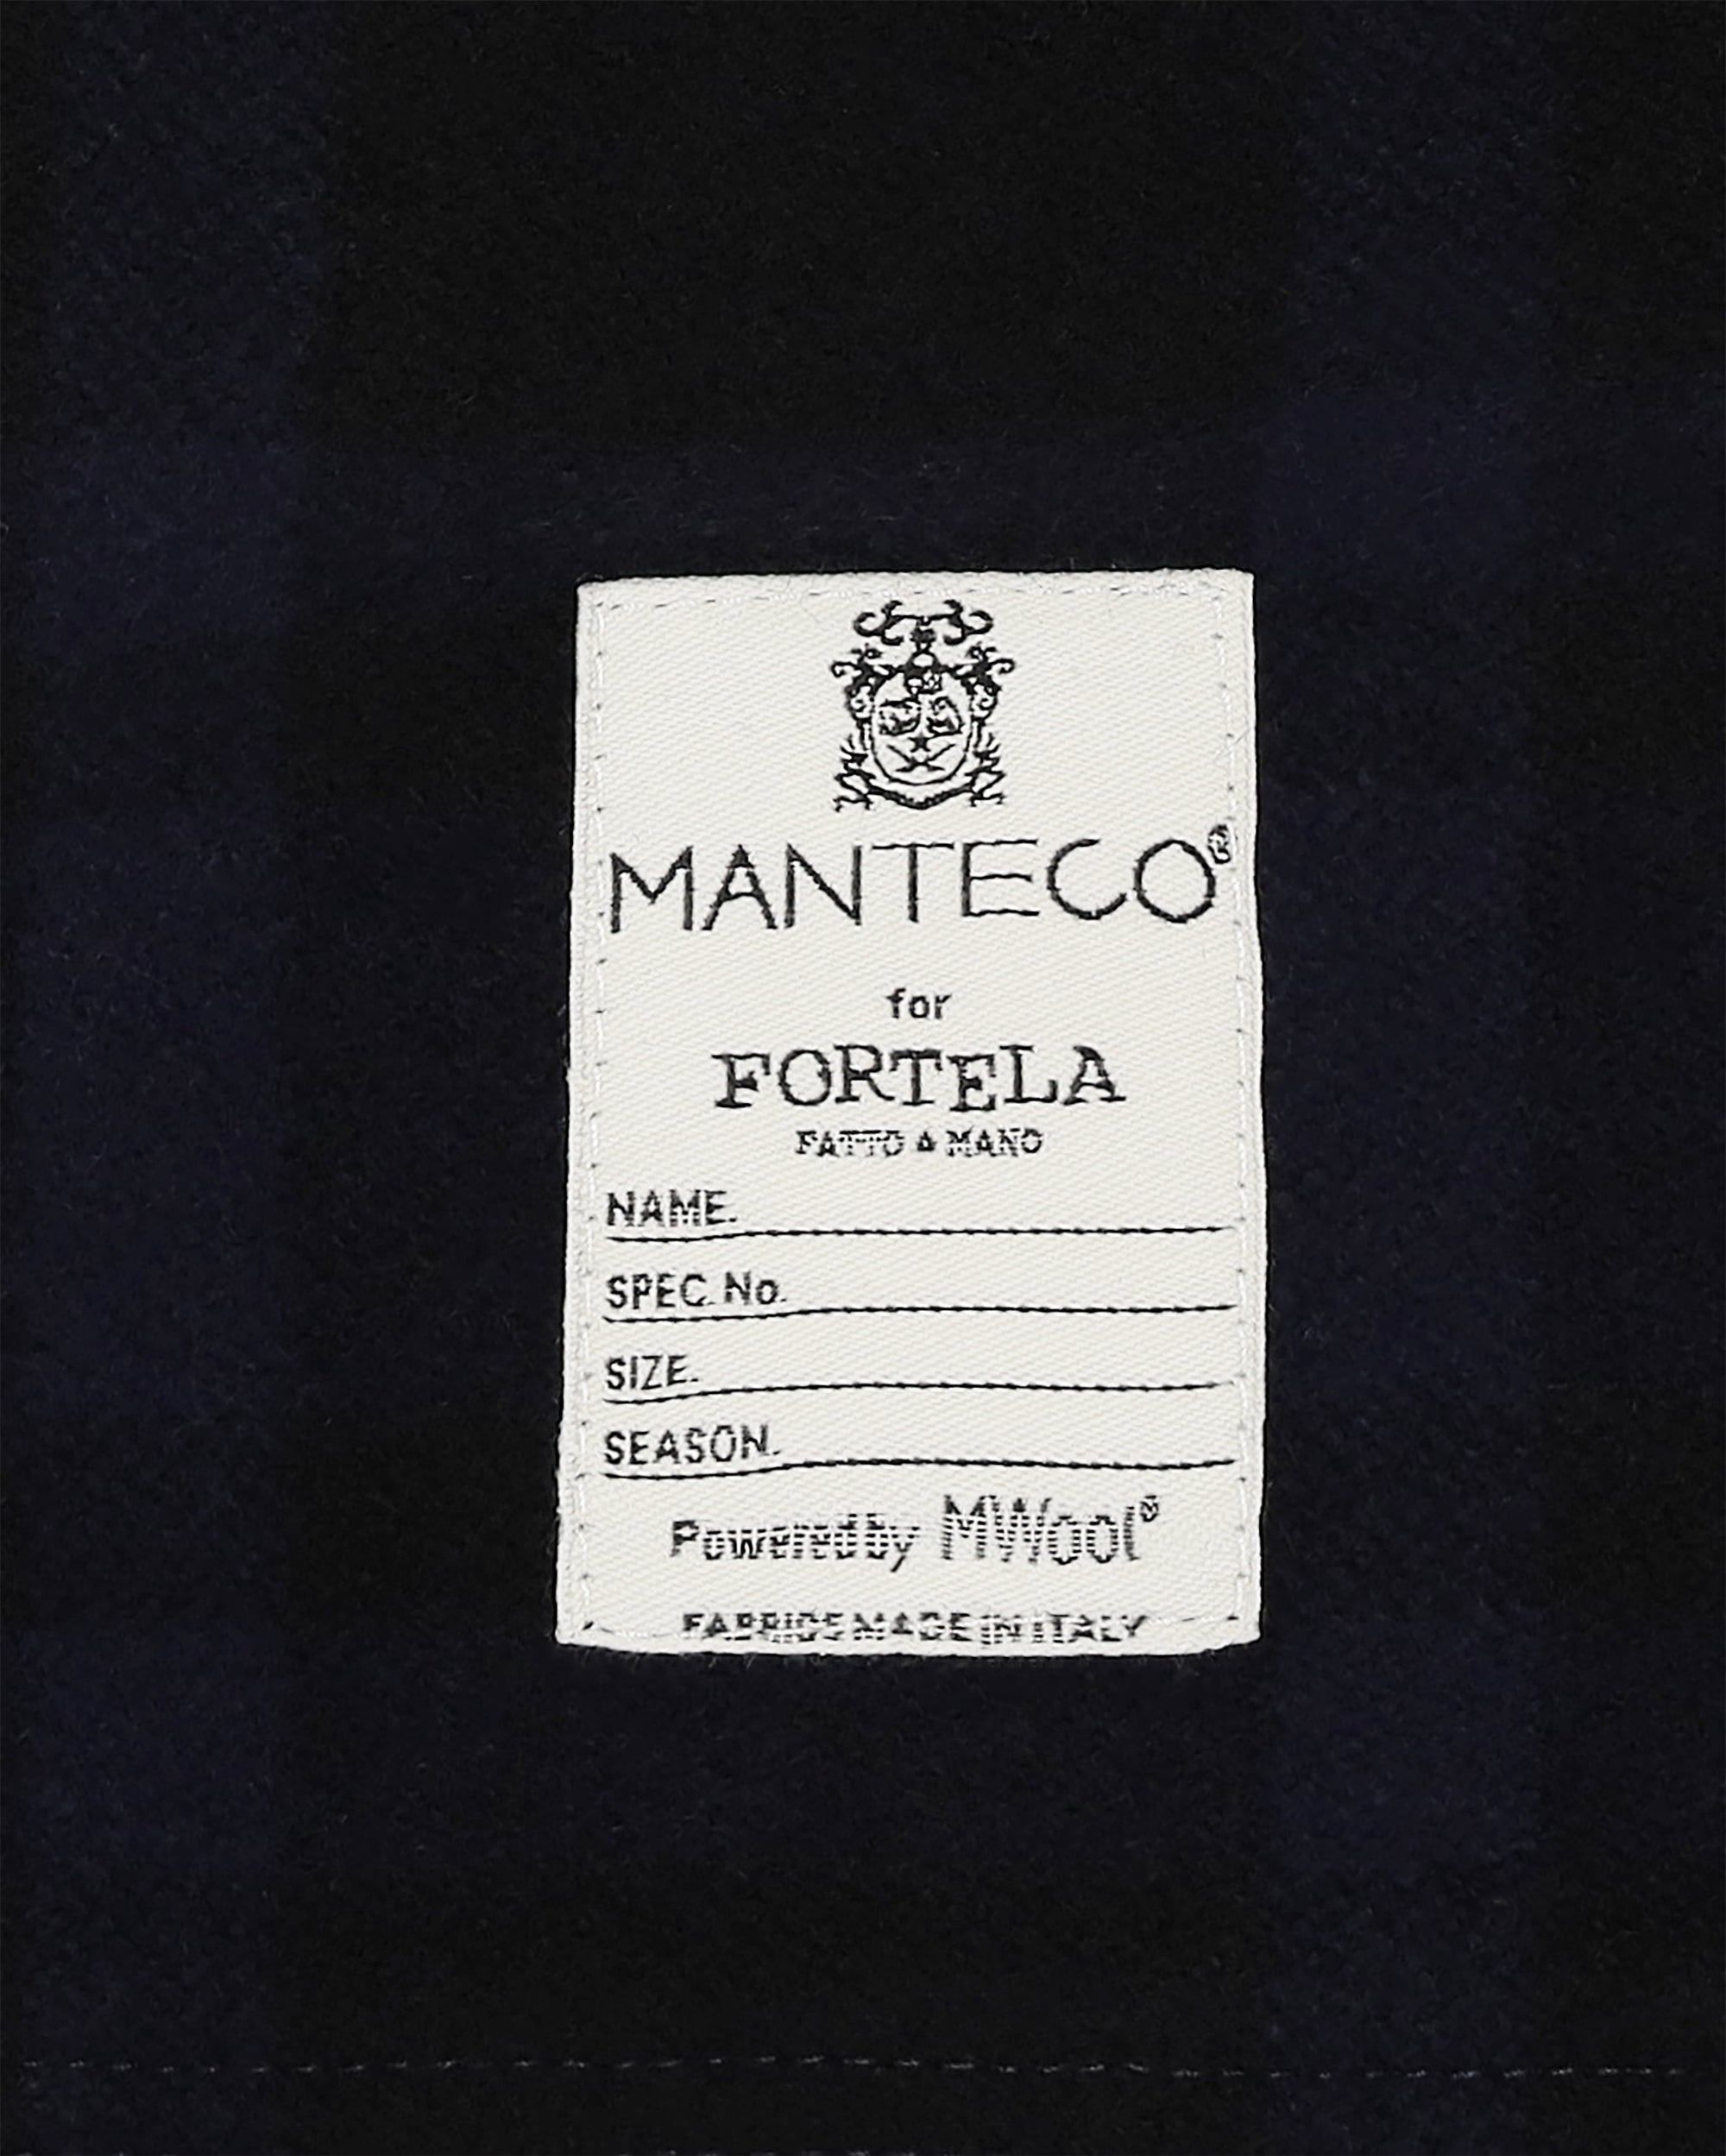 MANTECO®
for
FORTELA
FATTO A MANO
NAME.
SPEC. No.
SIZE.
SEASON.
Powered by MWool®
FABRICS MADE IN ITALY